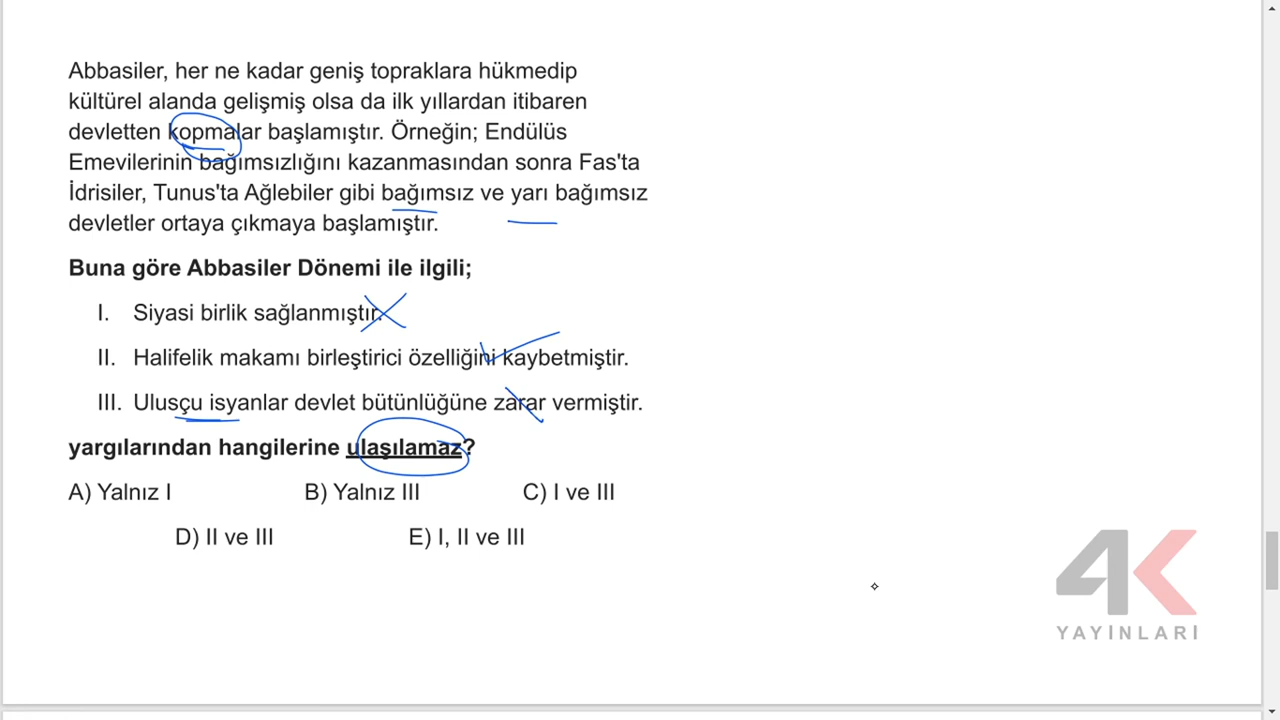 Abbasiler, her ne kadar geniş topraklara hükmedip
kültürel alanda gelişmiş olsa da ilk yıllardan itibaren
devletten kopmalar başlamıştır. Örneğin; Endülüs
Emevilerinin bağımsızlığını kazanmasından sonra Fas'ta
İdrisiler, Tunus'ta Ağlebiler gibi bağımsız ve yarı bağımsız
devletler ortaya çıkmaya başlamıştır.
Buna göre Abbasiler Dönemi ile ilgili;
I. Siyasi birlik sağlanmıştır.
II. Halifelik makamı birleştirici özelliğini kaybetmiştir.
III. Ulusçu isyanlar devlet bütünlüğüne zarar vermiştir.
yargılarından hangilerine ulaşılamaz?
A) Yalnız I B) Yalnız III C) I ve III
D) II ve III E) I, II ve III
4K
YAYINLARI